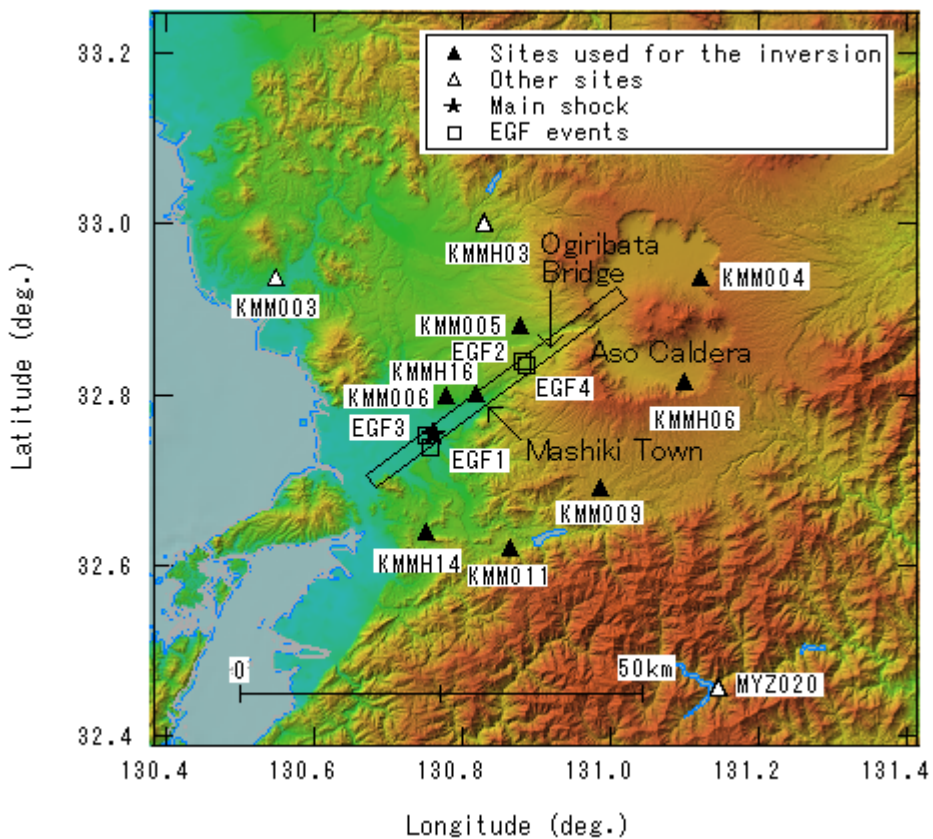 33.2
33.0
32.8
32.6
32.4
Latitude (deg.)
Sites used for the inversion
Other sites
Main shock
EGF events
KMMH03
Ogiribata
Bridge
KMM004
KMM003
KMM005
EGF2
Aso Caldera
KMMH16
EGF4
KMM006
KMMH06
EGF3
EGF1
Mashiki Town
KMM009
KMMH14
KMM011
0
50km
MYZ020
130.4
130.6
130.8
131.0
131.2
131.4
Longitude (deg.)